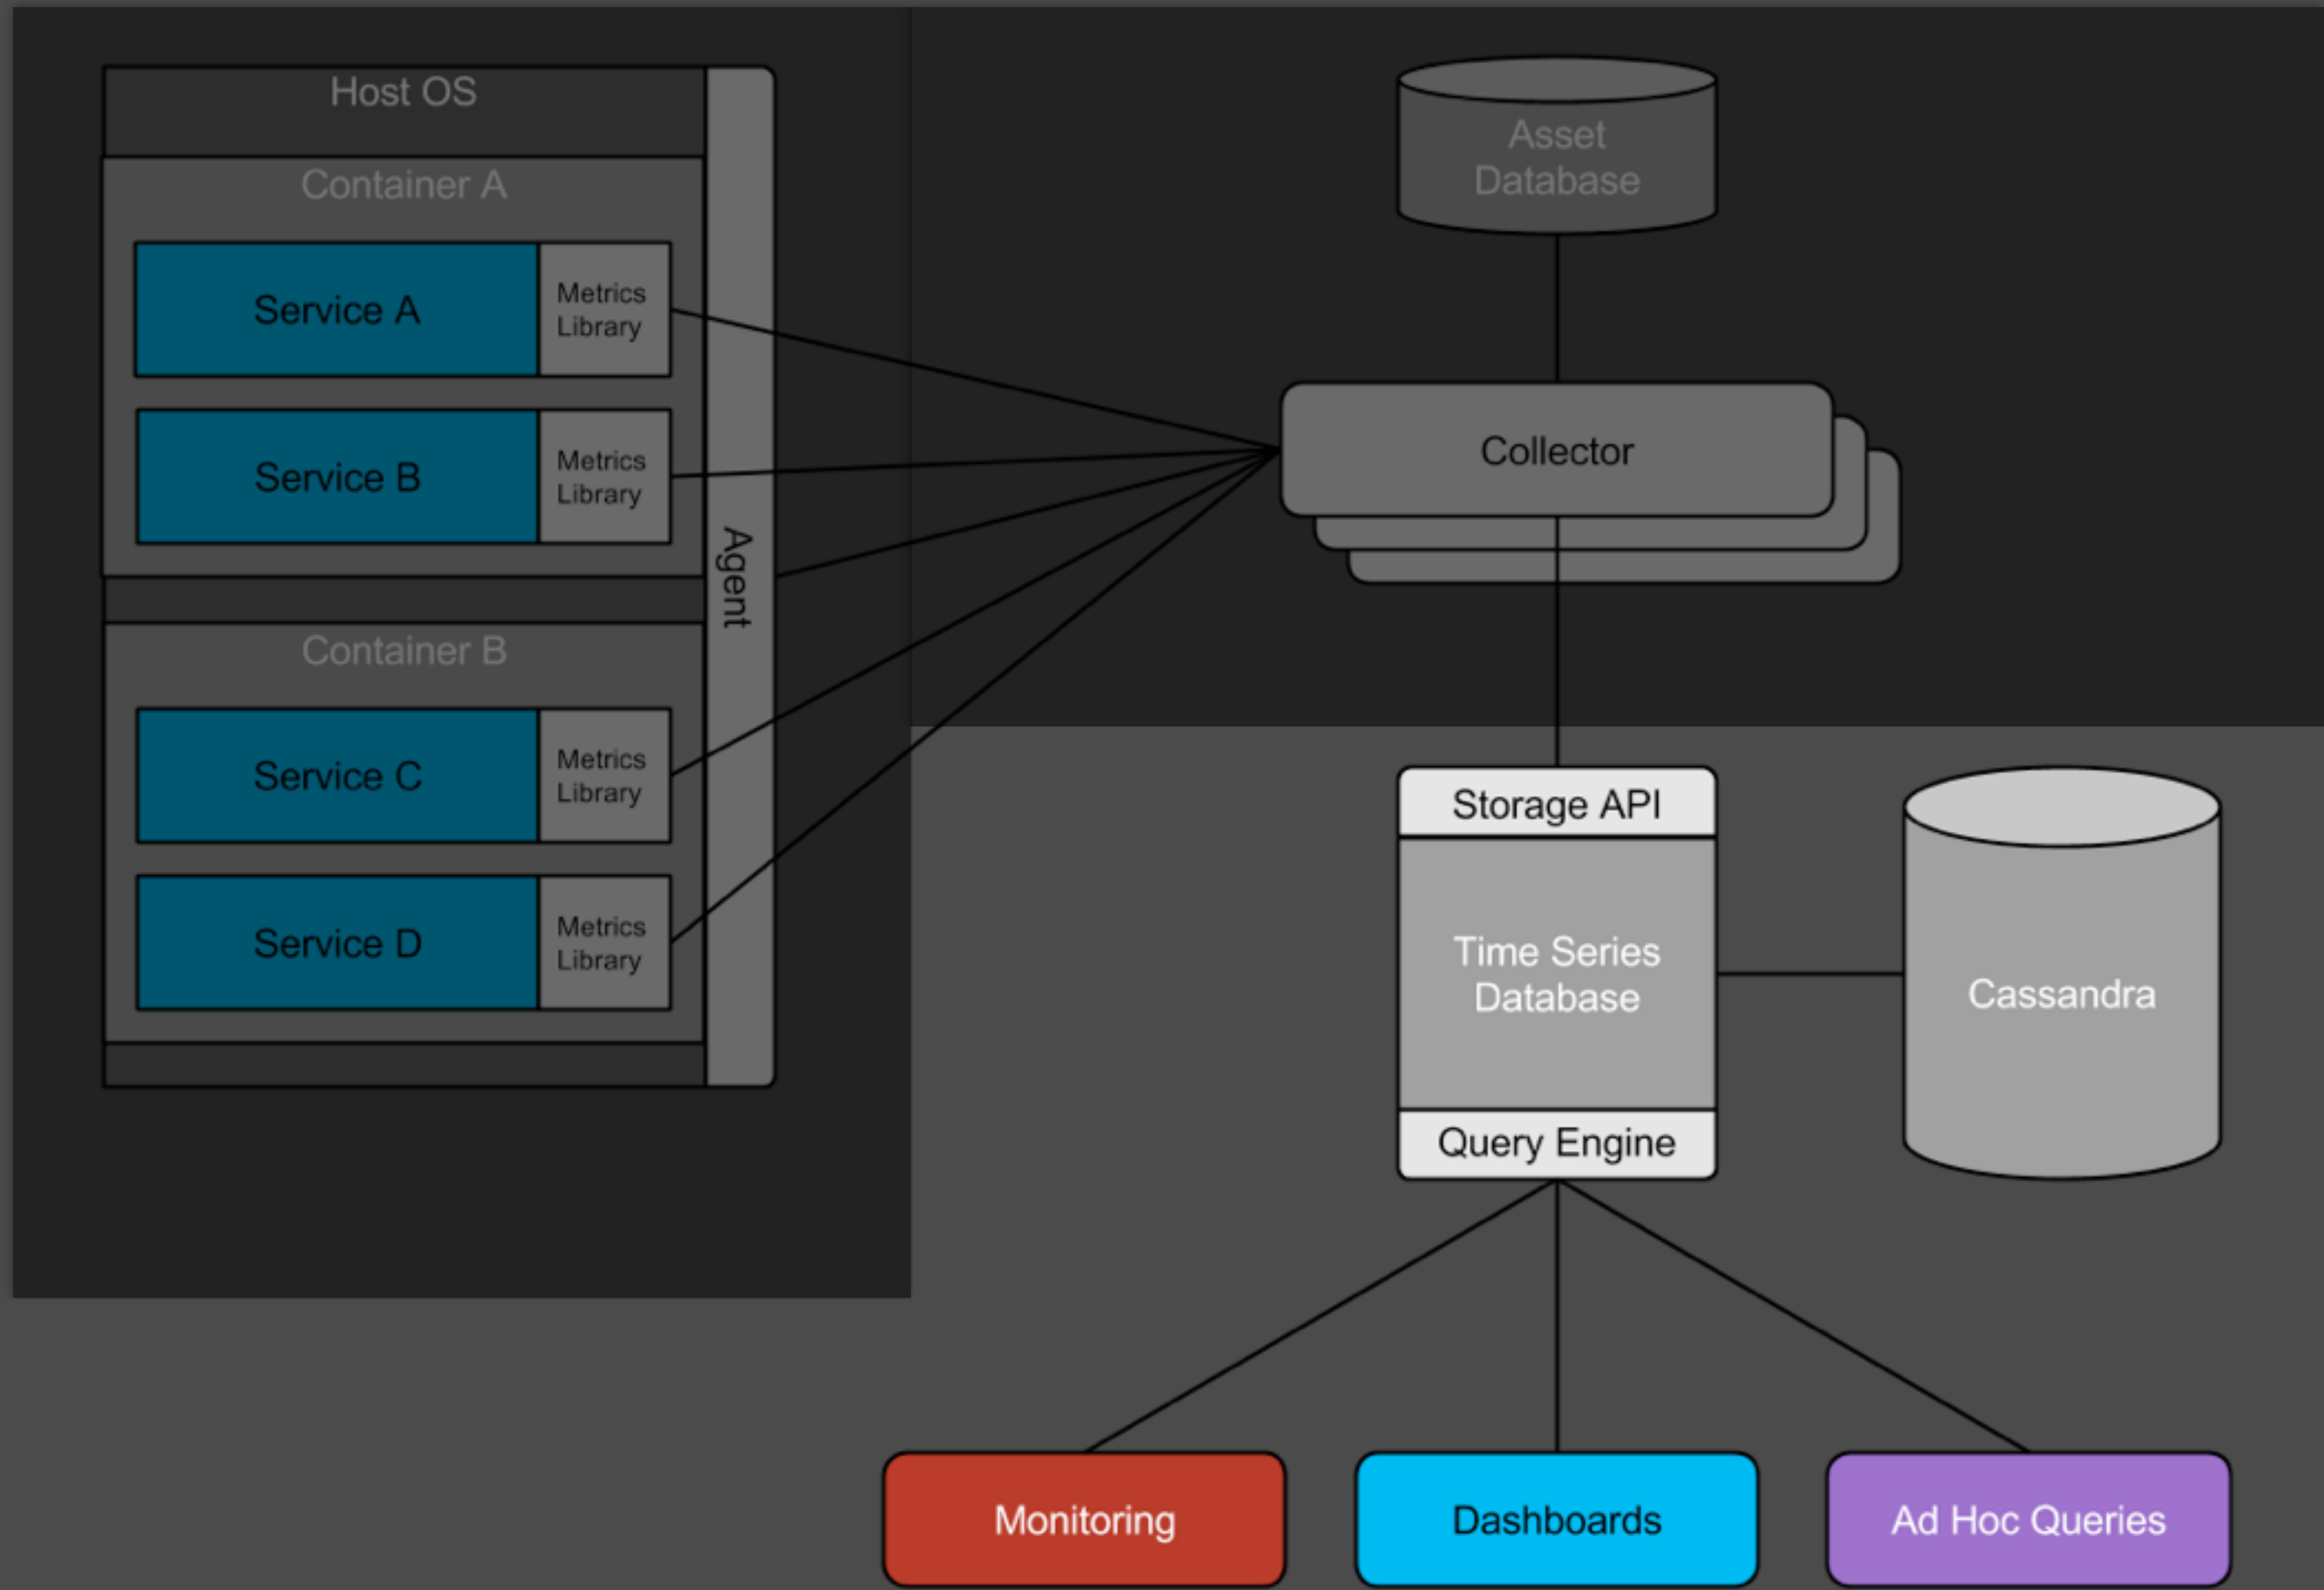 Host OS
Container A
Service A
Metrics
Library
Service B
Metrics
Library
Agent
Container B
Service C
Metrics
Library
Service D
Metrics
Library
Asset
Database
Collector
Storage API
Time Series
Database
Query Engine
Cassandra
Monitoring
Dashboards
Ad Hoc Queries